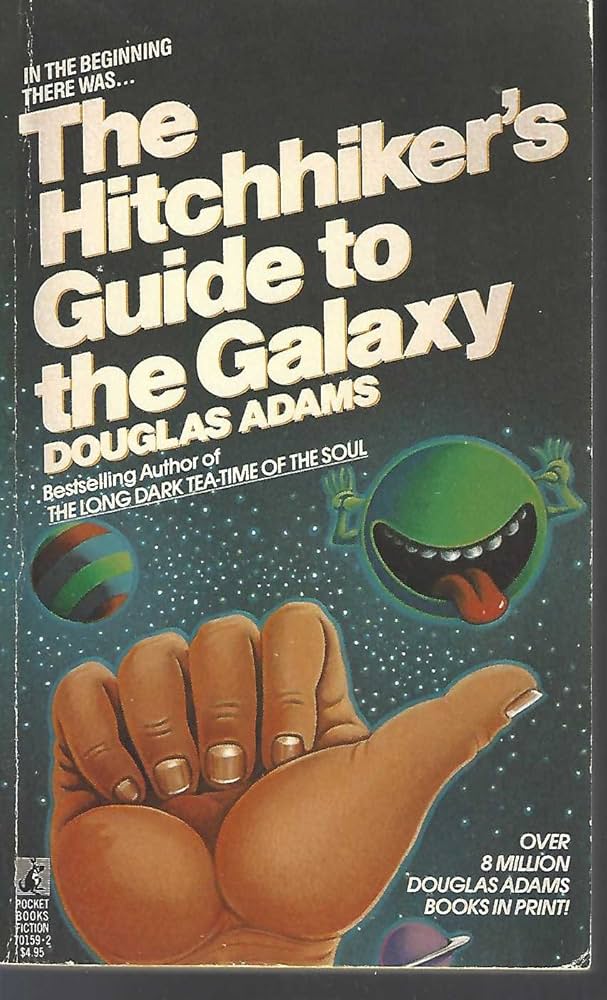 IN THE BEGINNING
THERE WAS...
The
Hitchhiker's
Guide to
the Galaxy
DOUGLAS ADAMS
Bestselling Author of
THE LONG DARK TEA-TIME OF THE SOUL
OVER
8 MILLION
DOUGLAS ADAMS
BOOKS IN PRINT!
POCKET
BOOKS
FICTION
70159-2
$4.95